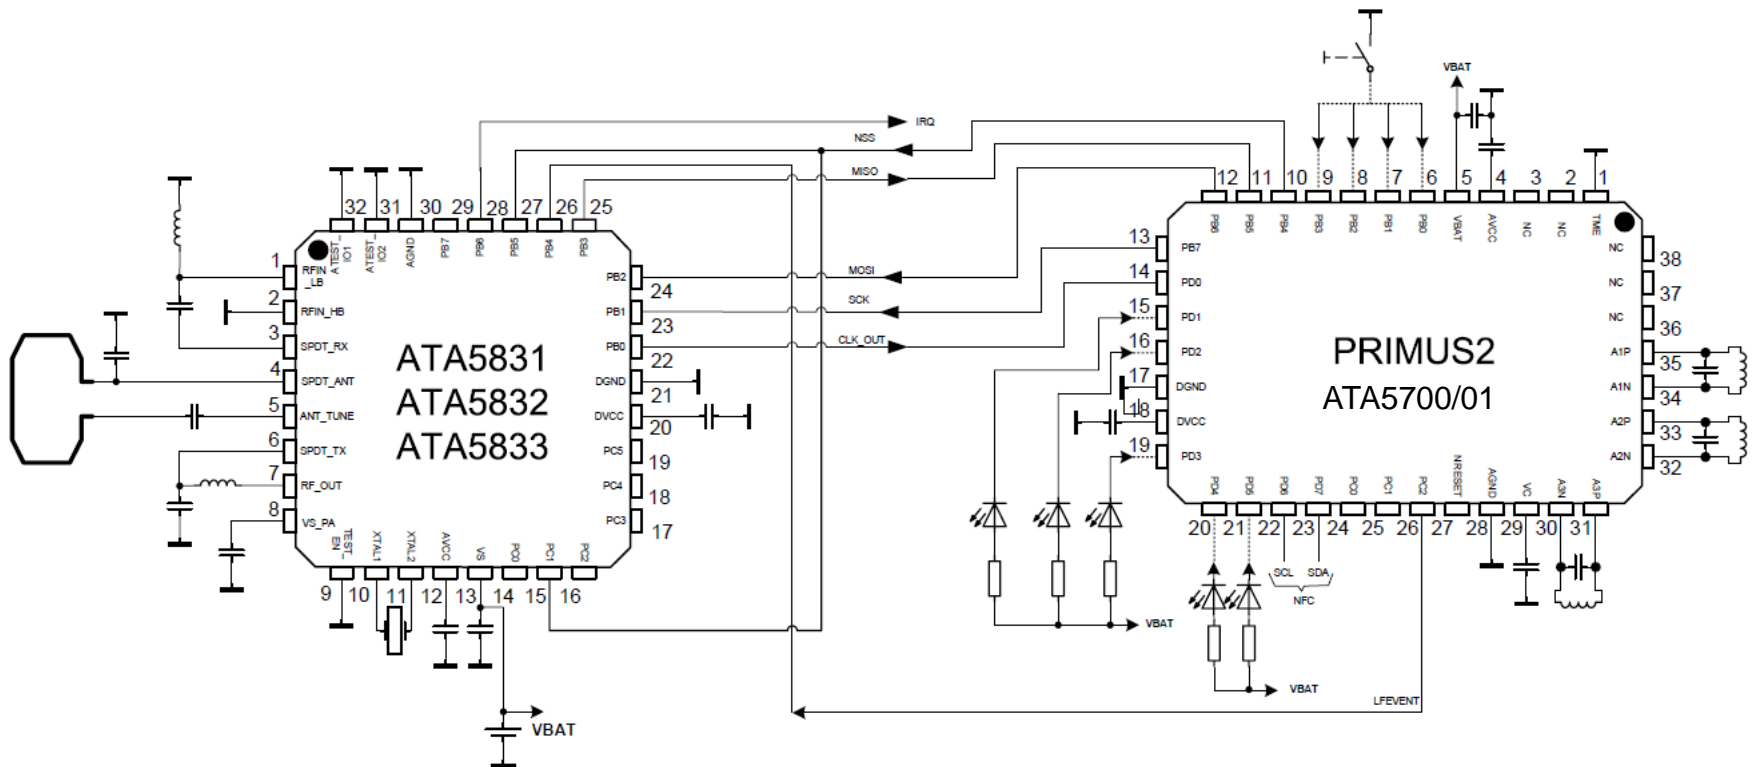 VBAT
IRQ
NSS
MISO
32 31 30 29 28 27 26 25
12 11 10 9 8 7 6 5 4 3 2 1
ATEST_
IO1
ATEST_
IO2
AGND
PB7
PB6
PB5
PB4
PB3
PB6
PB5
PB4
PB3
PB2
PB1
PB0
VBAT
AVCC
NC
NC
TME
1
RFIN
_LB
2
RFIN_HB
3
SPDT_RX
4
SPDT_ANT
5
ANT_TUNE
6
SPDT_TX
7
RF_OUT
8
VS_PA
ATA5831
ATA5832
ATA5833
PB2
24
PB1
23
PB0
22
DGND
21
DVCC
20
PC5
19
PC4
18
PC3
17
MOSI
SCK
CLK_OUT
13
PB7
14
PD0
15
PD1
16
PD2
17
DGND
18
DVCC
19
PD3
PRIMUS2
ATA5700/01
NC
38
NC
37
NC
36
A1P
35
A1N
34
A2P
33
A2N
32
TEST_
EN
XTAL1
XTAL2
AVCC
VS
PC0
PC1
PC2
9 10 11 12 13 14 15 16
PD4
PD5
PD6
PD7
PC0
PC1
PC2
NRESET
AGND
VC
A3N
A3P
20 21 22 23 24 25 26 27 28 29 30 31
SCL SDA
NFC
VBAT
VBAT
LFEVENT
VBAT